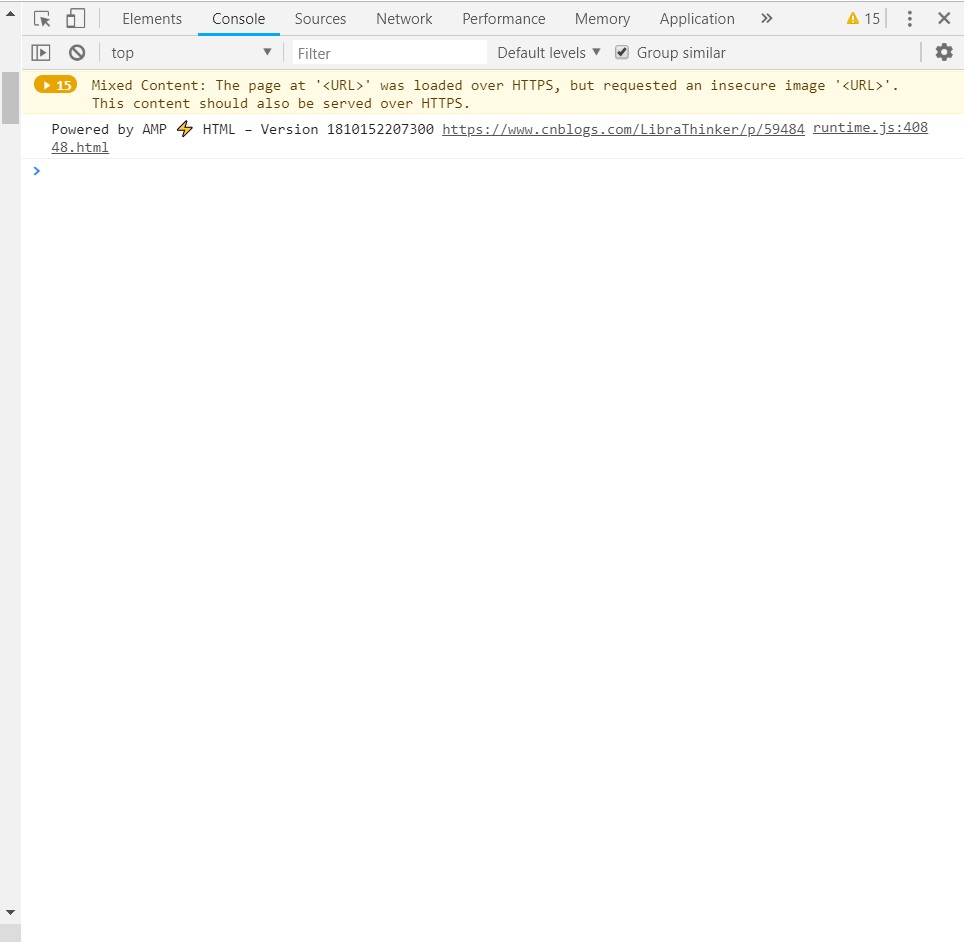 Elements Console Sources Network Performance Memory Application » 15
top Filter Default levels Group similar
15 Mixed Content: The page at '<URL>' was loaded over HTTPS, but requested an insecure image '<URL>'.
This content should also be served over HTTPS.
Powered by AMP ⚡ HTML – Version 1810152207300 https://www.cnblogs.com/LibraThinker/p/59484 runtime.js:408
48.html